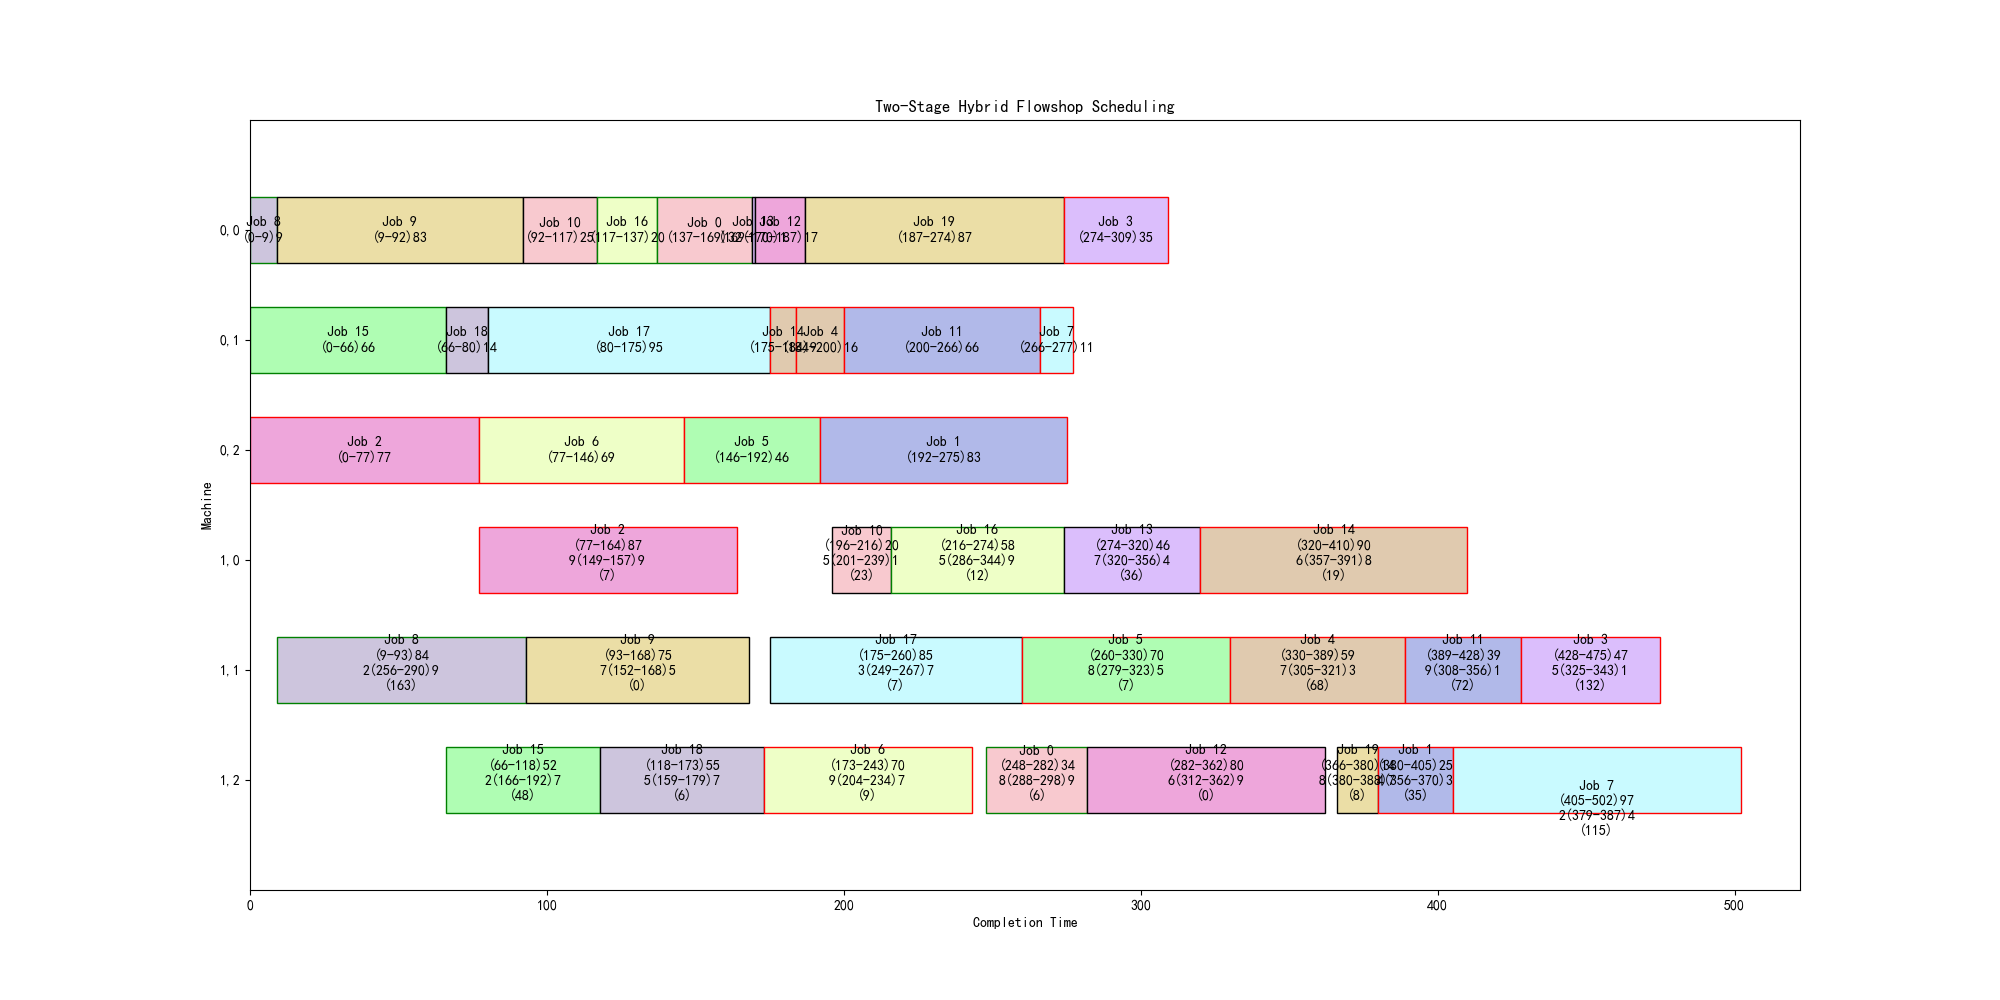 Two-Stage Hybrid Flowshop Scheduling
Machine
0,0
Job 8
(0-9)9
Job 9
(9-92)83
Job 10
(92-117)25
Job 16
(117-137)20
Job 0
(137-169)32
Job 13
(169-170)1
Job 12
(170-187)17
Job 19
(187-274)87
Job 3
(274-309)35
0,1
Job 15
(0-66)66
Job 18
(66-80)14
Job 17
(80-175)95
Job 14
(175-184)9
Job 4
(184-200)16
Job 11
(200-266)66
Job 7
(266-277)11
0,2
Job 2
(0-77)77
Job 6
(77-146)69
Job 5
(146-192)46
Job 1
(192-275)83
1,0
Job 2
(77-164)87
9(149-157)9
(7)
Job 10
(196-216)20
5(201-239)1
(23)
Job 16
(216-274)58
5(286-344)9
(12)
Job 13
(274-320)46
7(320-356)4
(36)
Job 14
(320-410)90
6(357-391)8
(19)
1,1
Job 8
(9-93)84
2(256-290)9
(163)
Job 9
(93-168)75
7(152-168)5
(0)
Job 17
(175-260)85
3(249-267)7
(7)
Job 5
(260-330)70
8(279-323)5
(7)
Job 4
(330-389)59
7(305-321)3
(68)
Job 11
(389-428)39
9(308-356)1
(72)
Job 3
(428-475)47
5(325-343)1
(132)
1,2
Job 15
(66-118)52
2(166-192)7
(48)
Job 18
(118-173)55
5(159-179)7
(6)
Job 6
(173-243)70
9(204-234)7
(9)
Job 0
(248-282)34
8(288-298)9
(6)
Job 12
(282-362)80
6(312-362)9
(0)
Job 19
(366-380)14
(8)
Job 1
(380-405)25
4(356-370)3
(35)
Job 7
(405-502)97
2(379-387)4
(115)
0
100
200
300
400
500
Completion Time